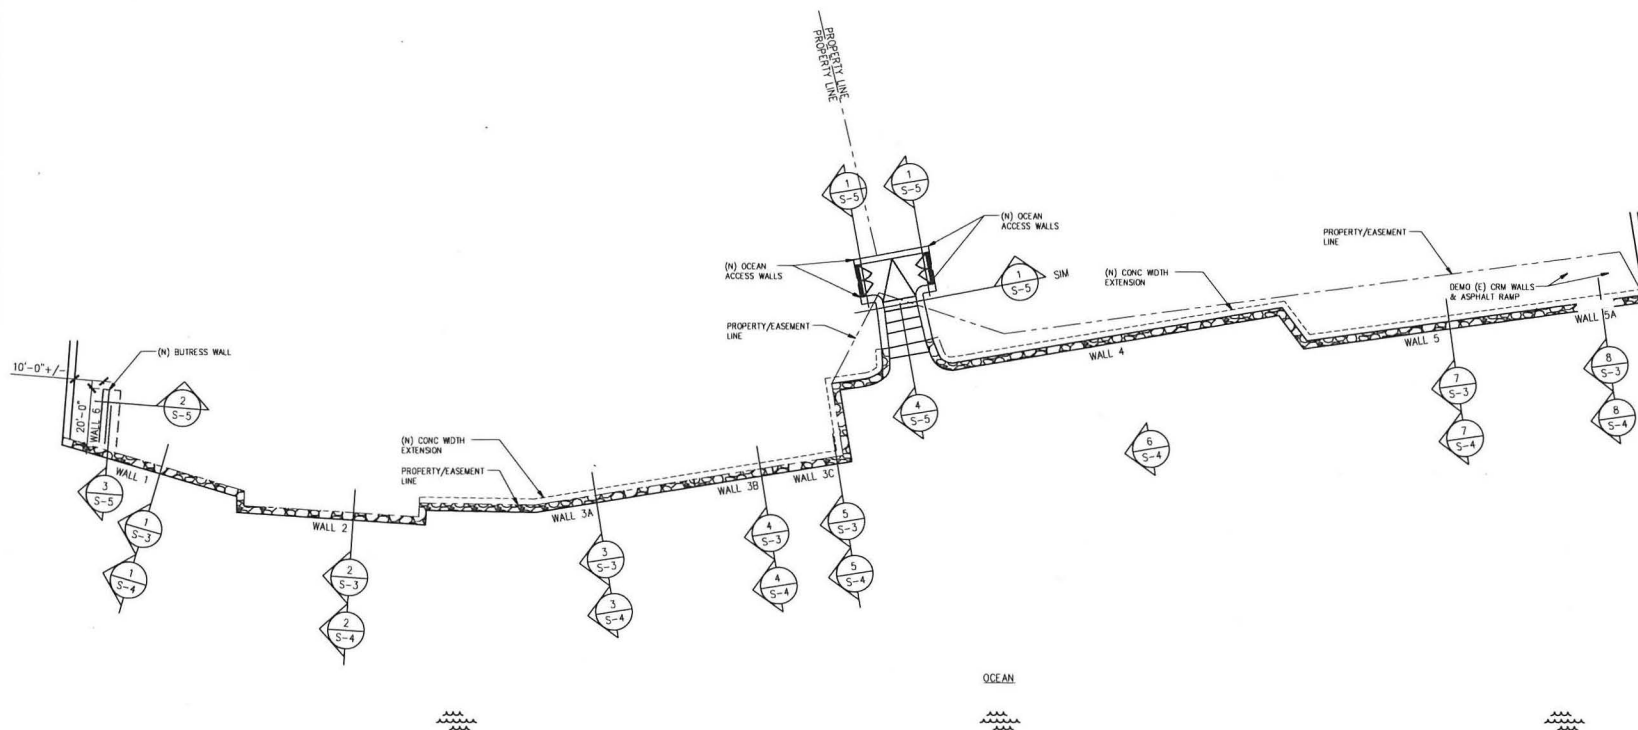 PROPERTY LINE
PROPERTY LINE
1
S-5
1
S-5
(N) OCEAN
ACCESS WALLS
(N) OCEAN
ACCESS WALLS
1
S-5
SIM
PROPERTY/EASEMENT
LINE
(N) CONC WIDTH
EXTENSION
DEMO (E) CRM WALLS
& ASPHALT RAMP
PROPERTY/EASEMENT
LINE
WALL 5A
WALL 5
WALL 4
(N) BUTRESS WALL
10'-0"+/-
20'-0"
WALL 6
2
S-5
8
S-3
7
S-3
4
S-5
8
S-4
7
S-4
6
S-4
(N) CONC WIDTH
EXTENSION
PROPERTY/EASEMENT
LINE
WALL 1
WALL 2
WALL 3A
WALL 3B
WALL 3C
3
S-5
1
S-3
1
S-4
2
S-3
2
S-4
3
S-3
3
S-4
4
S-3
4
S-4
5
S-3
5
S-4
OCEAN